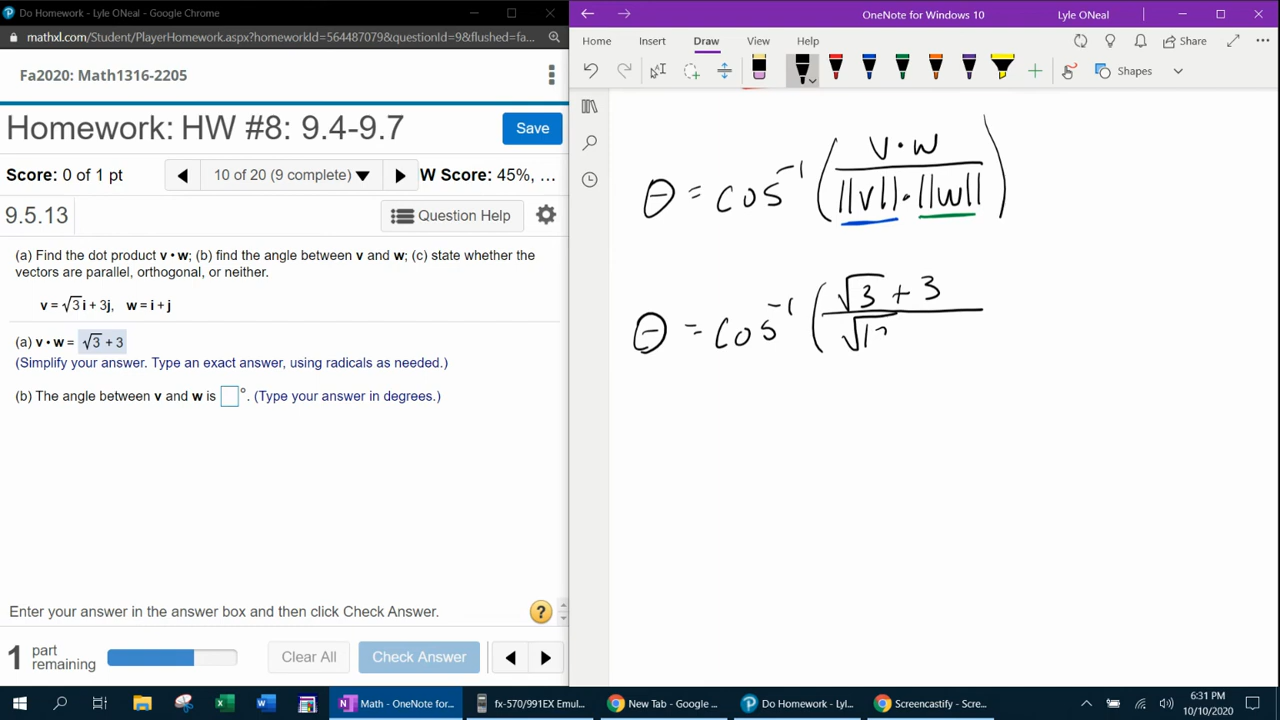 Do Homework - Lyle ONeal - Google Chrome
mathxl.com/Student/PlayerHomework.aspx?homeworkId=564487079&questionId=9&flushed=fa...
Fa2020: Math1316-2205
Homework: HW #8: 9.4-9.7
Save
Score: 0 of 1 pt
10 of 20 (9 complete)
W Score: 45%, ...
9.5.13
Question Help
(a) Find the dot product v • w; (b) find the angle between v and w; (c) state whether the
vectors are parallel, orthogonal, or neither.
v = √3 i + 3j, w = i + j
(a) v • w = √3 + 3
(Simplify your answer. Type an exact answer, using radicals as needed.)
(b) The angle between v and w is °. (Type your answer in degrees.)
Enter your answer in the answer box and then click Check Answer.
?
1 part
remaining
Clear All
Check Answer
OneNote for Windows 10
Lyle ONeal
Home Insert Draw View Help
Share
Shapes
θ = cos⁻¹ ( v · w / ||v|| · ||w|| )
θ = cos⁻¹ ( √3 + 3 / √1
Math - OneNote for...
fx-570/991EX Emul...
New Tab - Google ...
Do Homework - Lyl...
Screencastify - Scre...
6:31 PM
10/10/2020